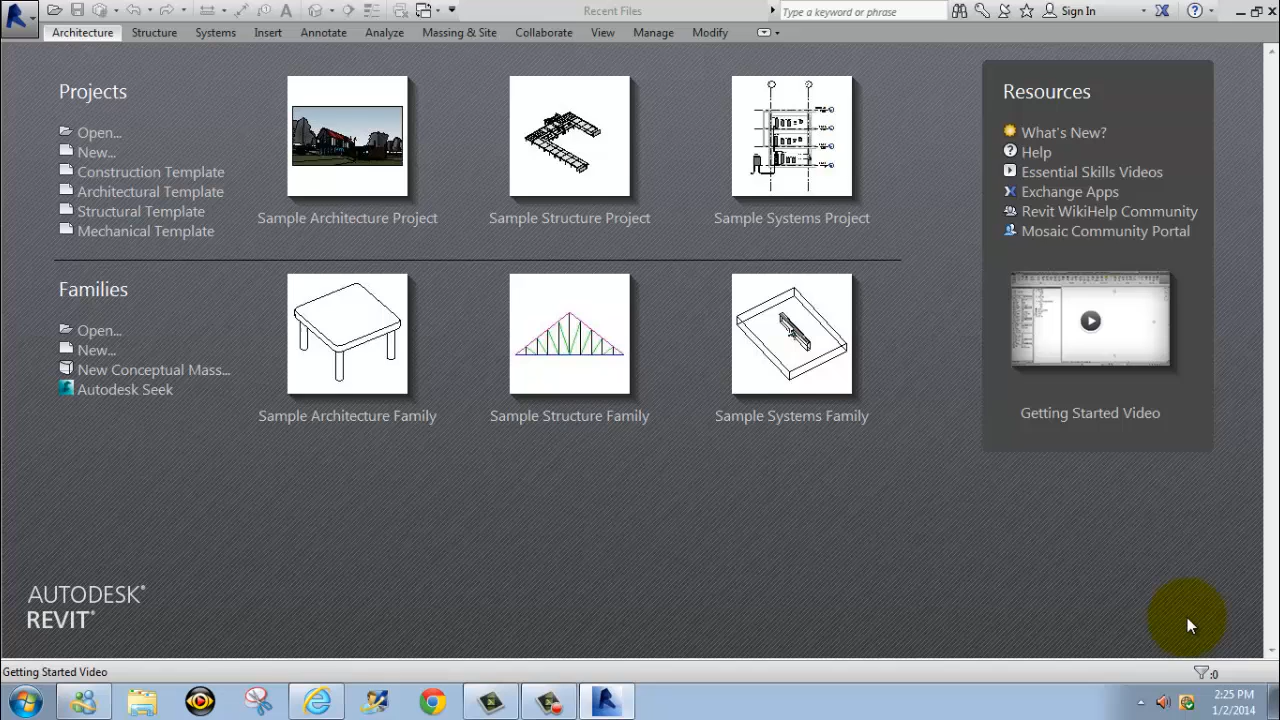 Recent Files
Type a keyword or phrase
Sign In
Architecture
Structure
Systems
Insert
Annotate
Analyze
Massing & Site
Collaborate
View
Manage
Modify
Projects
Open...
New...
Construction Template
Architectural Template
Structural Template
Mechanical Template
Sample Architecture Project
Sample Structure Project
Sample Systems Project
Families
Open...
New...
New Conceptual Mass...
Autodesk Seek
Sample Architecture Family
Sample Structure Family
Sample Systems Family
Resources
What's New?
Help
Essential Skills Videos
Exchange Apps
Revit WikiHelp Community
Mosaic Community Portal
Getting Started Video
AUTODESK®
REVIT®
Getting Started Video
:0
2:25 PM
1/2/2014